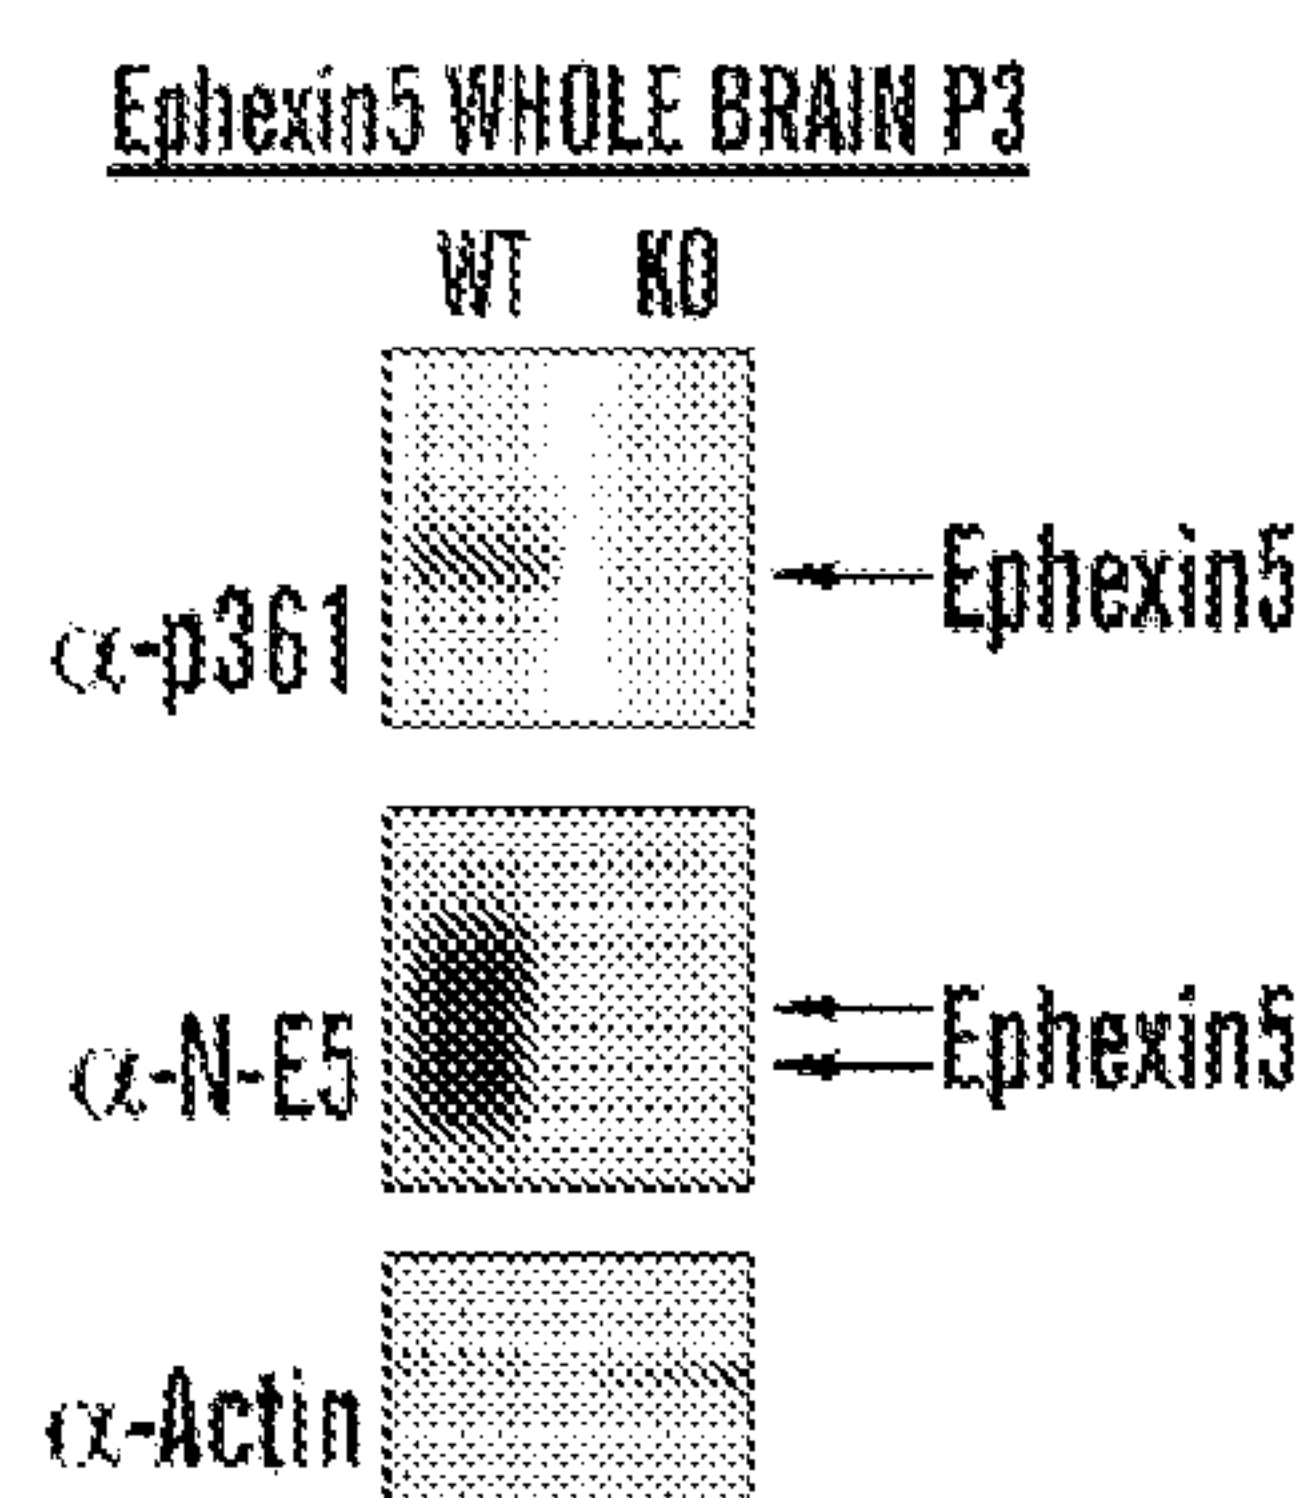 Ephexin5 WHOLE BRAIN P3
WT KO
α-p361
Ephexin5
α-N-E5
Ephexin5
α-Actin